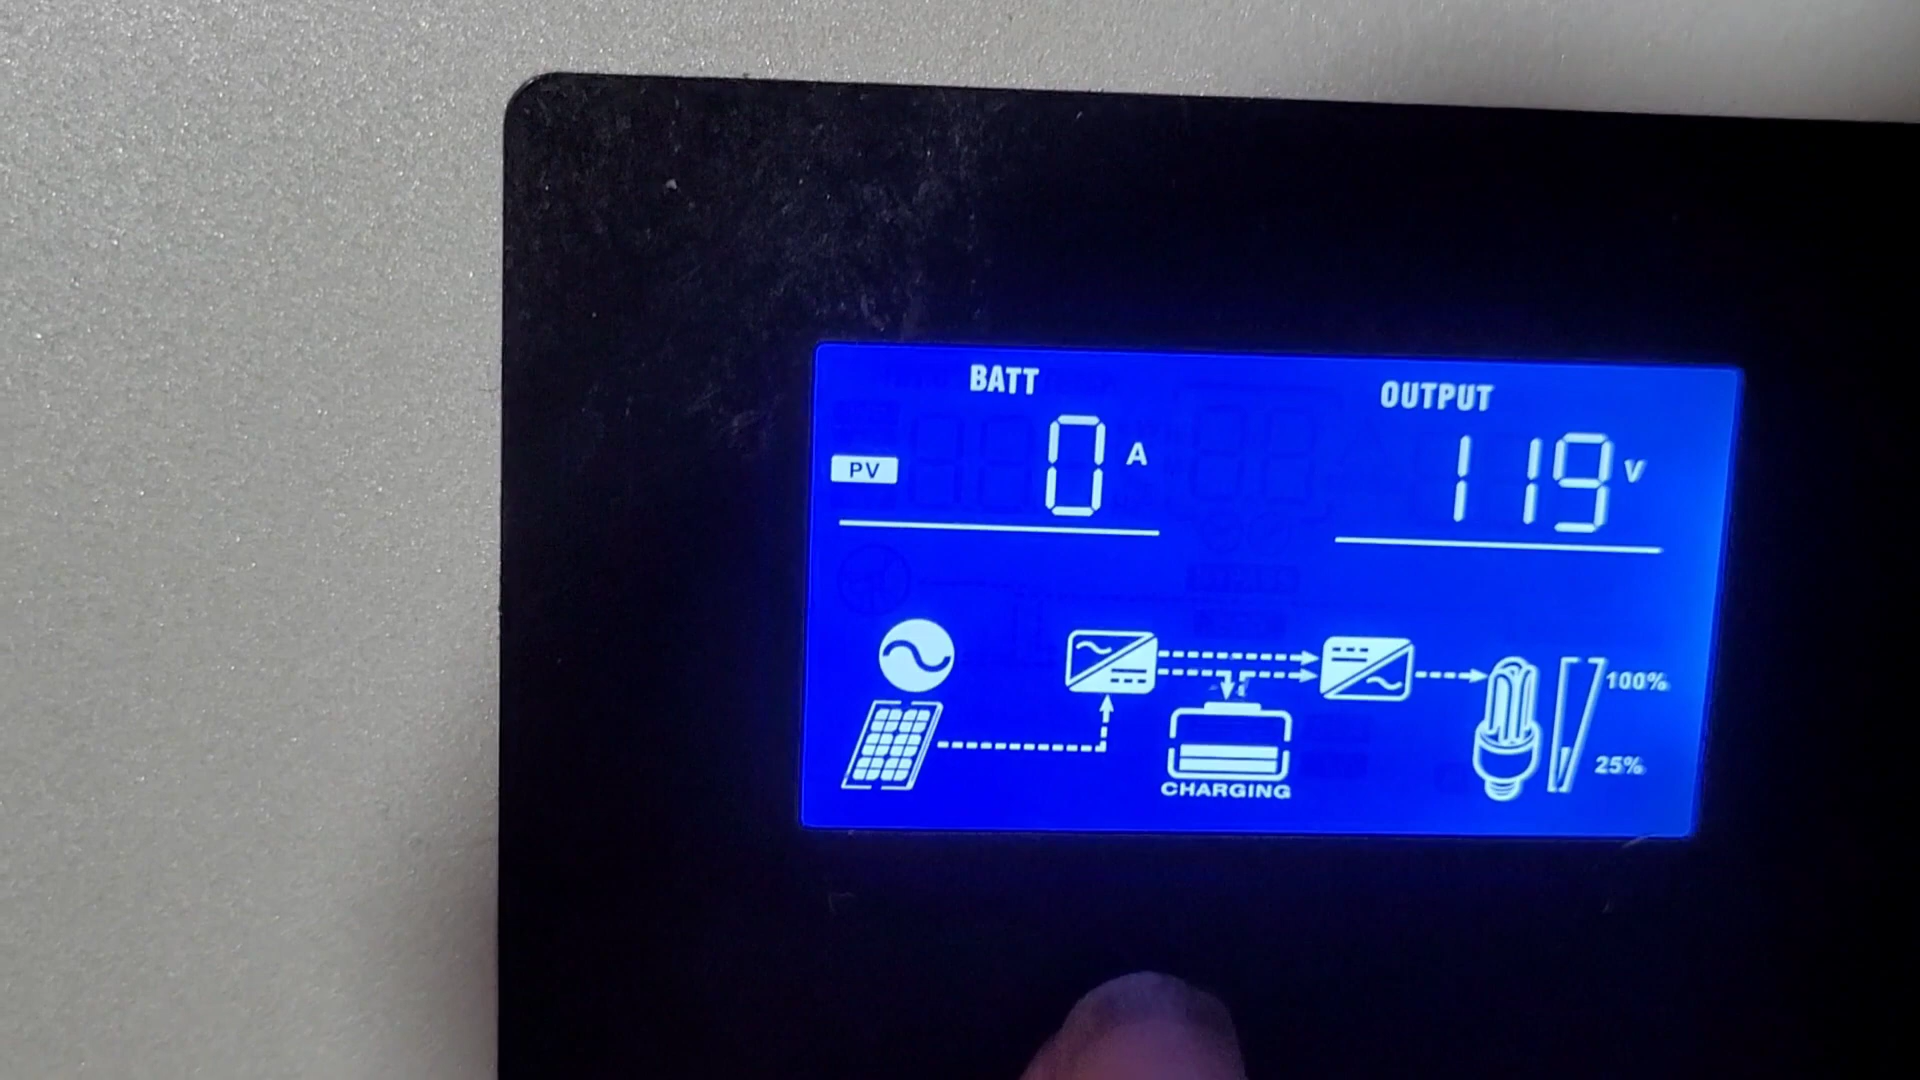 BATT
OUTPUT
PV
0 A
119 V
100%
25%
CHARGING